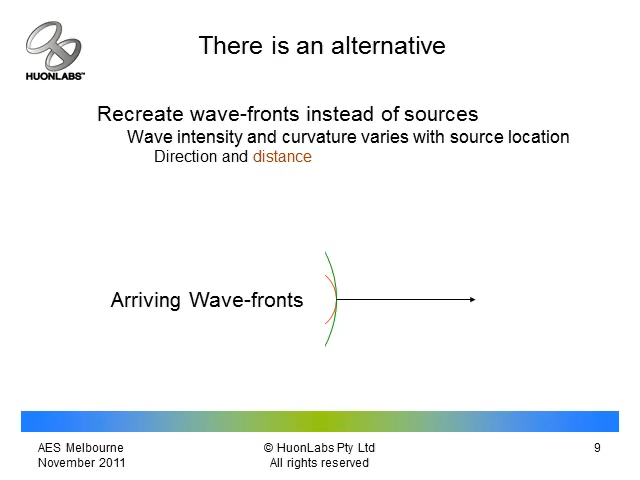 HUONLABS™
There is an alternative
Recreate wave-fronts instead of sources
Wave intensity and curvature varies with source location
Direction and distance
Arriving Wave-fronts
AES Melbourne
November 2011
© HuonLabs Pty Ltd
All rights reserved
9